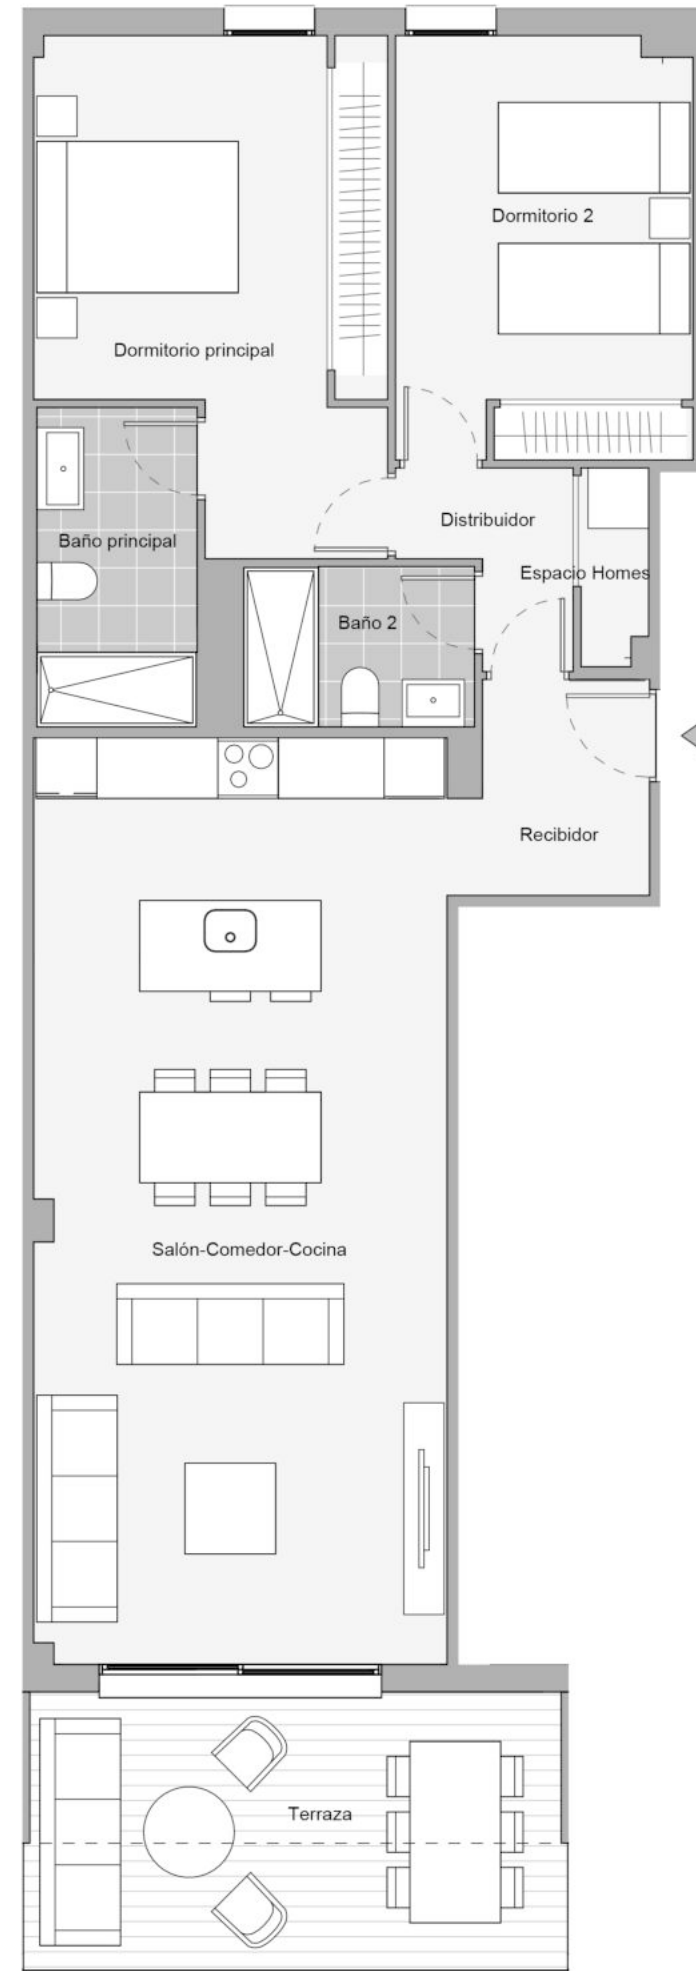 Dormitorio 2
Dormitorio principal
Distribuidor
Baño principal
Espacio Homes
Baño 2
Recibidor
Salón-Comedor-Cocina
Terraza